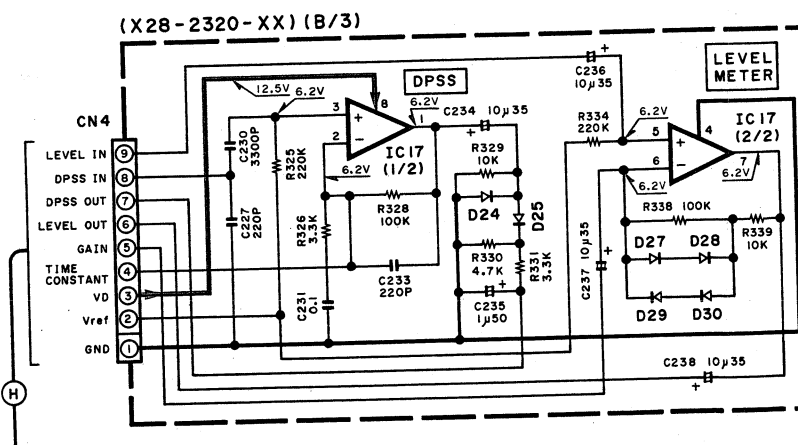 (X28-2320-XX)(B/3)
CN4
LEVEL IN 9
DPSS IN 8
DPSS OUT 7
LEVEL OUT 6
GAIN 5
TIME CONSTANT 4
VD 3
Vref 2
GND 1
H
12.5V
6.2V
DPSS
C230
3300P
C227
220P
R325
220K
3
2
8
1
+
−
6.2V
6.2V
IC17
(1/2)
R326
3.3K
R328
100K
C233
220P
C231
0.1
C234 10μ35
+
R329
10K
D24
D25
R330
4.7K
R331
3.3K
C235
1μ50
+
C236
10μ35
+
R334
220K
6.2V
5
6
4
7
+
−
6.2V
6.2V
LEVEL
METER
IC17
(2/2)
R338 100K
R339
10K
D27 D28
D29 D30
C237 10μ35
+
C238 10μ35
+